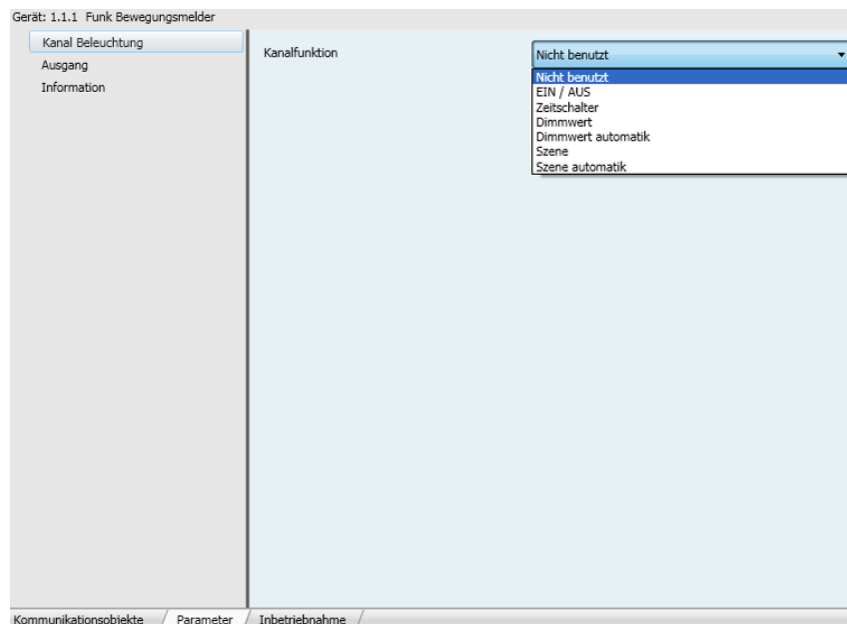 Gerät: 1.1.1 Funk Bewegungsmelder
Kanal Beleuchtung
Ausgang
Information
Kanalfunktion
Nicht benutzt
Nicht benutzt
EIN / AUS
Zeitschalter
Dimmwert
Dimmwert automatik
Szene
Szene automatik
Kommunikationsobjekte
Parameter
Inbetriebnahme